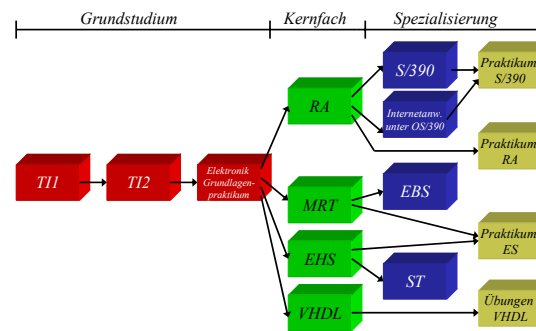 Grundstudium
Kernfach
Spezialisierung
TI1
TI2
Elektronik
Grundlagen-
praktikum
RA
MRT
EHS
VHDL
S/390
Internetanw.
unter OS/390
EBS
ST
Praktikum
S/390
Praktikum
RA
Praktikum
ES
Übungen
VHDL